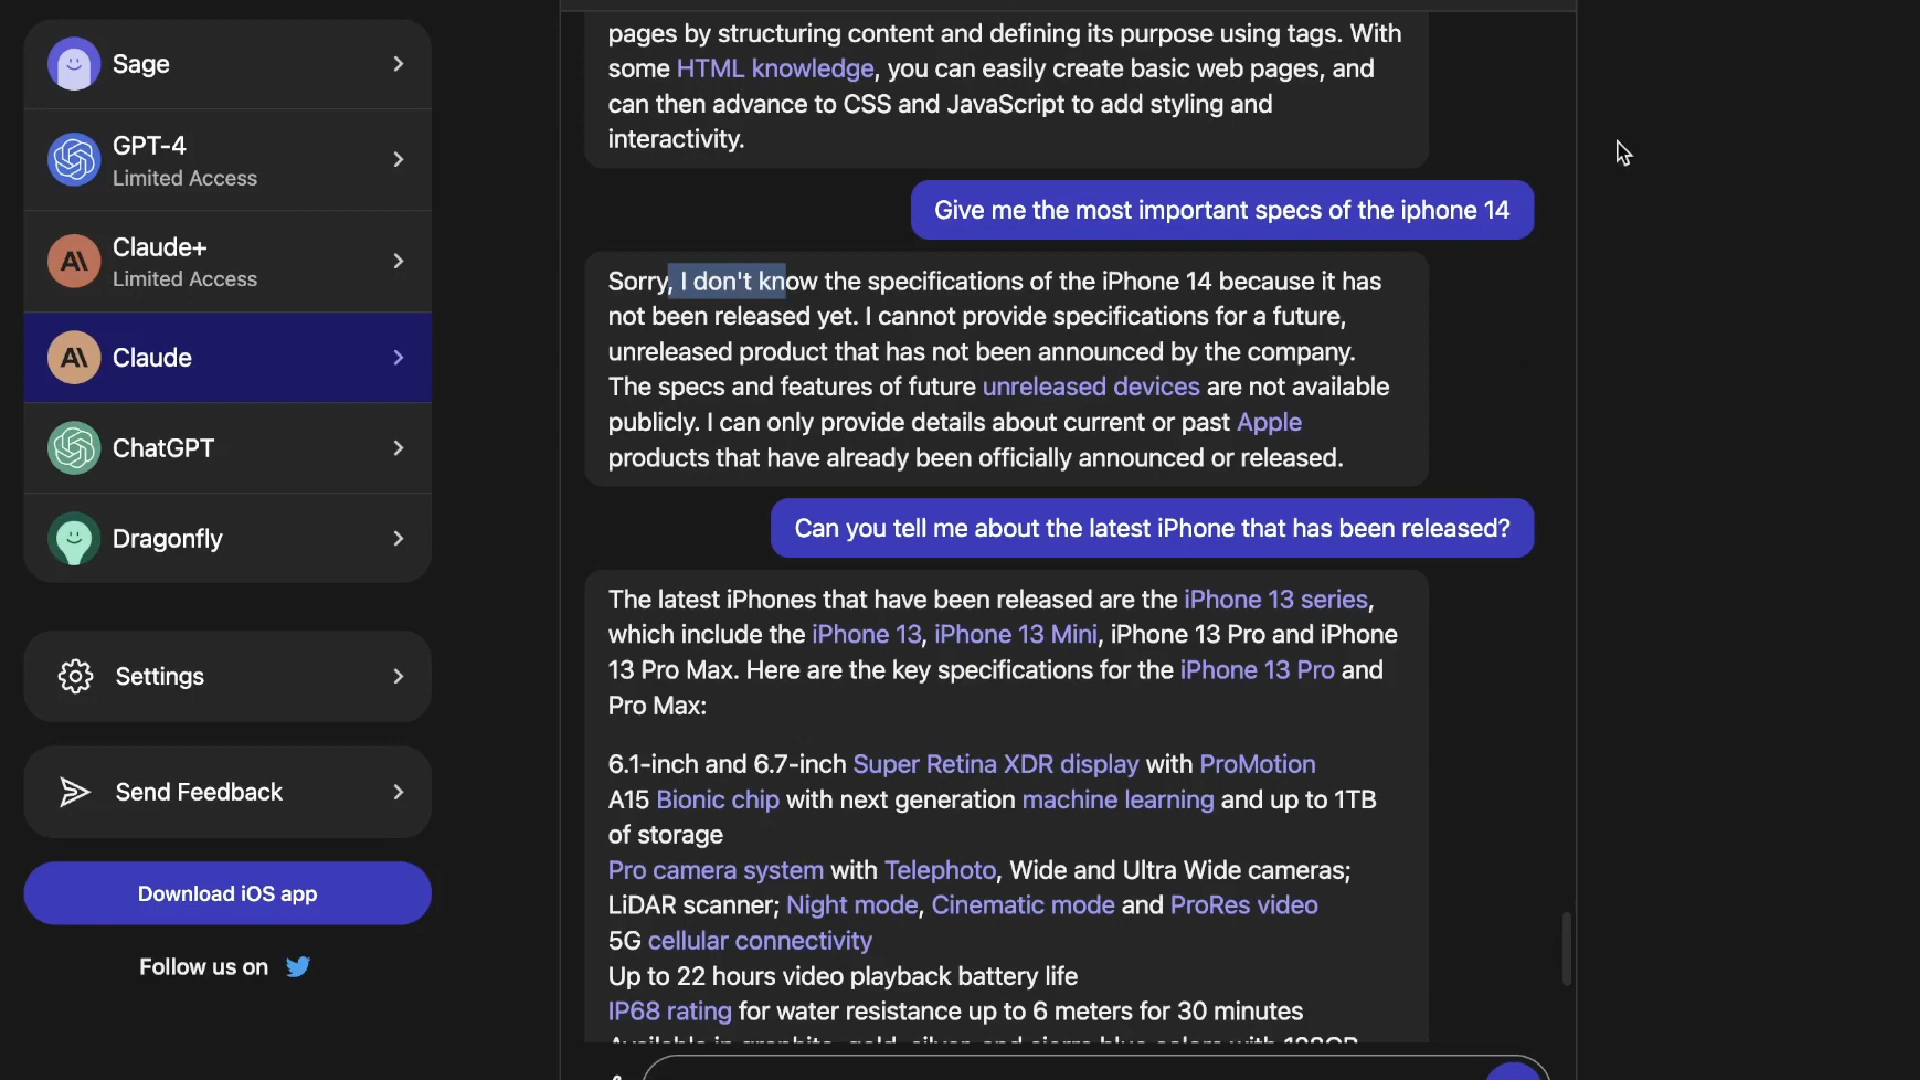 Sage
GPT-4
Limited Access
Claude+
Limited Access
Claude
ChatGPT
Dragonfly
Settings
Send Feedback
Download iOS app
Follow us on
pages by structuring content and defining its purpose using tags. With
some HTML knowledge, you can easily create basic web pages, and
can then advance to CSS and JavaScript to add styling and
interactivity.
Give me the most important specs of the iphone 14
Sorry, I don't know the specifications of the iPhone 14 because it has
not been released yet. I cannot provide specifications for a future,
unreleased product that has not been announced by the company.
The specs and features of future unreleased devices are not available
publicly. I can only provide details about current or past Apple
products that have already been officially announced or released.
Can you tell me about the latest iPhone that has been released?
The latest iPhones that have been released are the iPhone 13 series,
which include the iPhone 13, iPhone 13 Mini, iPhone 13 Pro and iPhone
13 Pro Max. Here are the key specifications for the iPhone 13 Pro and
Pro Max:
6.1-inch and 6.7-inch Super Retina XDR display with ProMotion
A15 Bionic chip with next generation machine learning and up to 1TB
of storage
Pro camera system with Telephoto, Wide and Ultra Wide cameras;
LiDAR scanner; Night mode, Cinematic mode and ProRes video
5G cellular connectivity
Up to 22 hours video playback battery life
IP68 rating for water resistance up to 6 meters for 30 minutes
Available in graphite, gold, silver, and sierra blue colors with 128GB